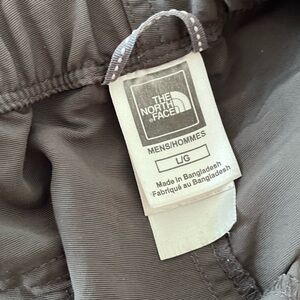 THE
NORTH
FACE
MENS/HOMMES
L/G
Made in Bangladesh
Fabriqué au Bangladesh